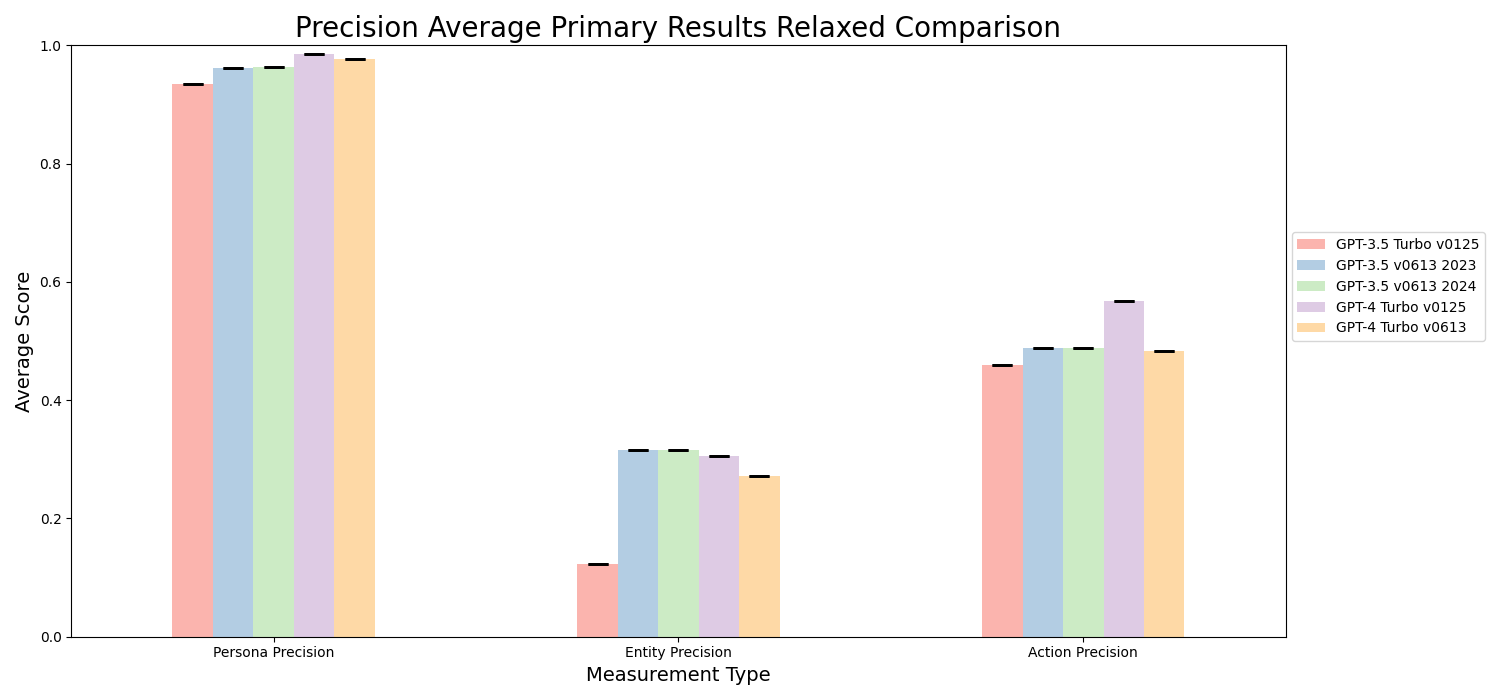 Precision Average Primary Results Relaxed Comparison
1.0
0.8
0.6
0.4
0.2
0.0
Average Score
Persona Precision
Entity Precision
Action Precision
Measurement Type
GPT-3.5 Turbo v0125
GPT-3.5 v0613 2023
GPT-3.5 v0613 2024
GPT-4 Turbo v0125
GPT-4 Turbo v0613